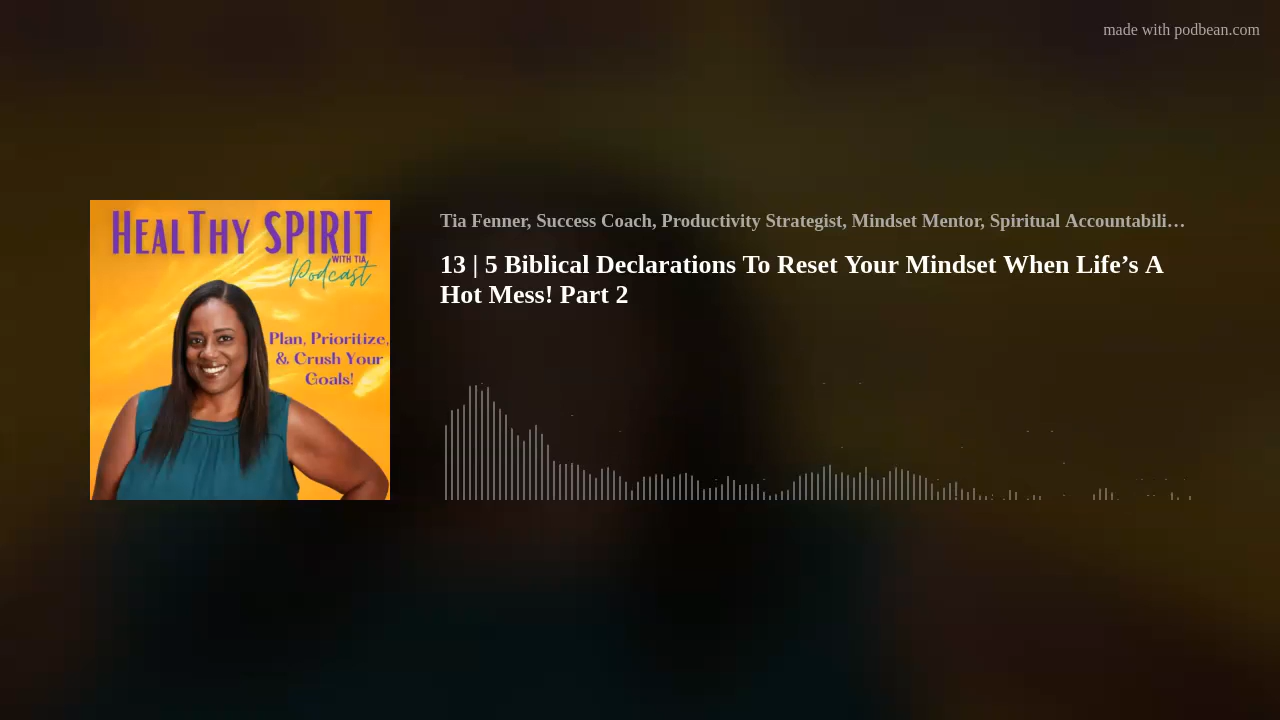 made with podbean.com
HEALTHY SPIRIT
WITH TIA
Podcast
Plan, Prioritize,
& Crush Your
Goals!
Tia Fenner, Success Coach, Productivity Strategist, Mindset Mentor, Spiritual Accountabili…
13 | 5 Biblical Declarations To Reset Your Mindset When Life’s A
Hot Mess! Part 2